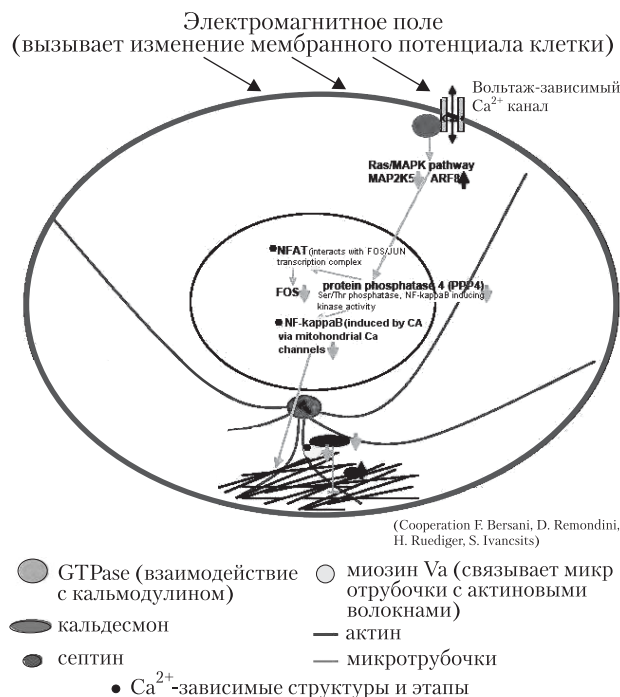 Электромагнитное поле
(вызывает изменение мембранного потенциала клетки)
Вольтаж-зависимый
Ca²⁺ канал
Ca
Ras/MAPK pathway
MAP2K5 ARF8
NFAT (interacts with FOS/JUN
transcription complex
FOS
protein phosphatase 4 (PPP4)
Ser/Thr phosphatase, NF-kappaB inducing
kinase activity
NF-kappaB (induced by CA
via mitohondrial Ca
channels
(Cooperation F. Bersani, D. Remondini,
H. Ruediger, S. Ivancsits)
GTPase (взаимодействие
с кальмодулином)
кальдесмон
септин
миозин Va (связывает микр
отрубочки с актиновыми
волокнами)
актин
микротрубочки
Ca²⁺-зависимые структуры и этапы